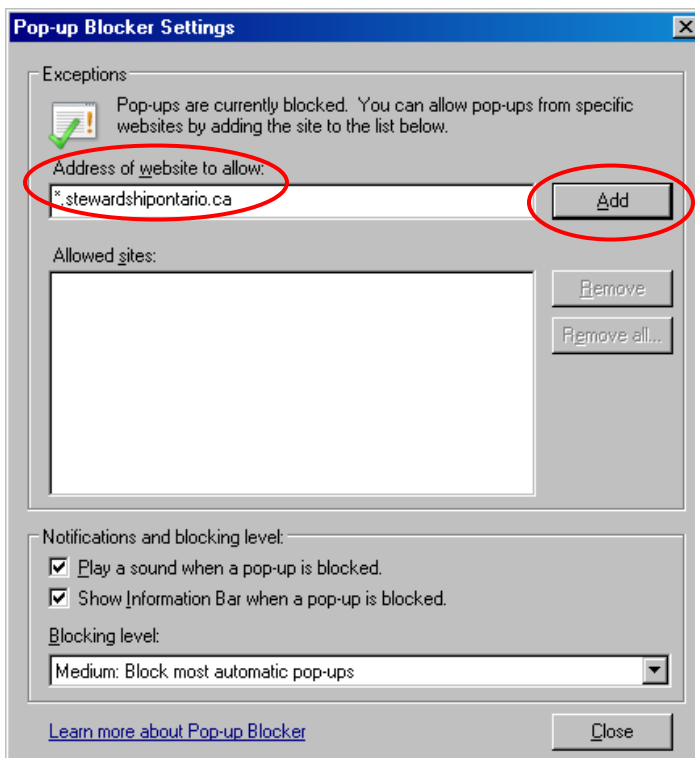 Pop-up Blocker Settings
Exceptions
Pop-ups are currently blocked. You can allow pop-ups from specific
websites by adding the site to the list below.
Address of website to allow:
*.stewardshipontario.ca
Add
Allowed sites:
Remove
Remove all...
Notifications and blocking level:
Play a sound when a pop-up is blocked.
Show Information Bar when a pop-up is blocked.
Blocking level:
Medium: Block most automatic pop-ups
Learn more about Pop-up Blocker
Close